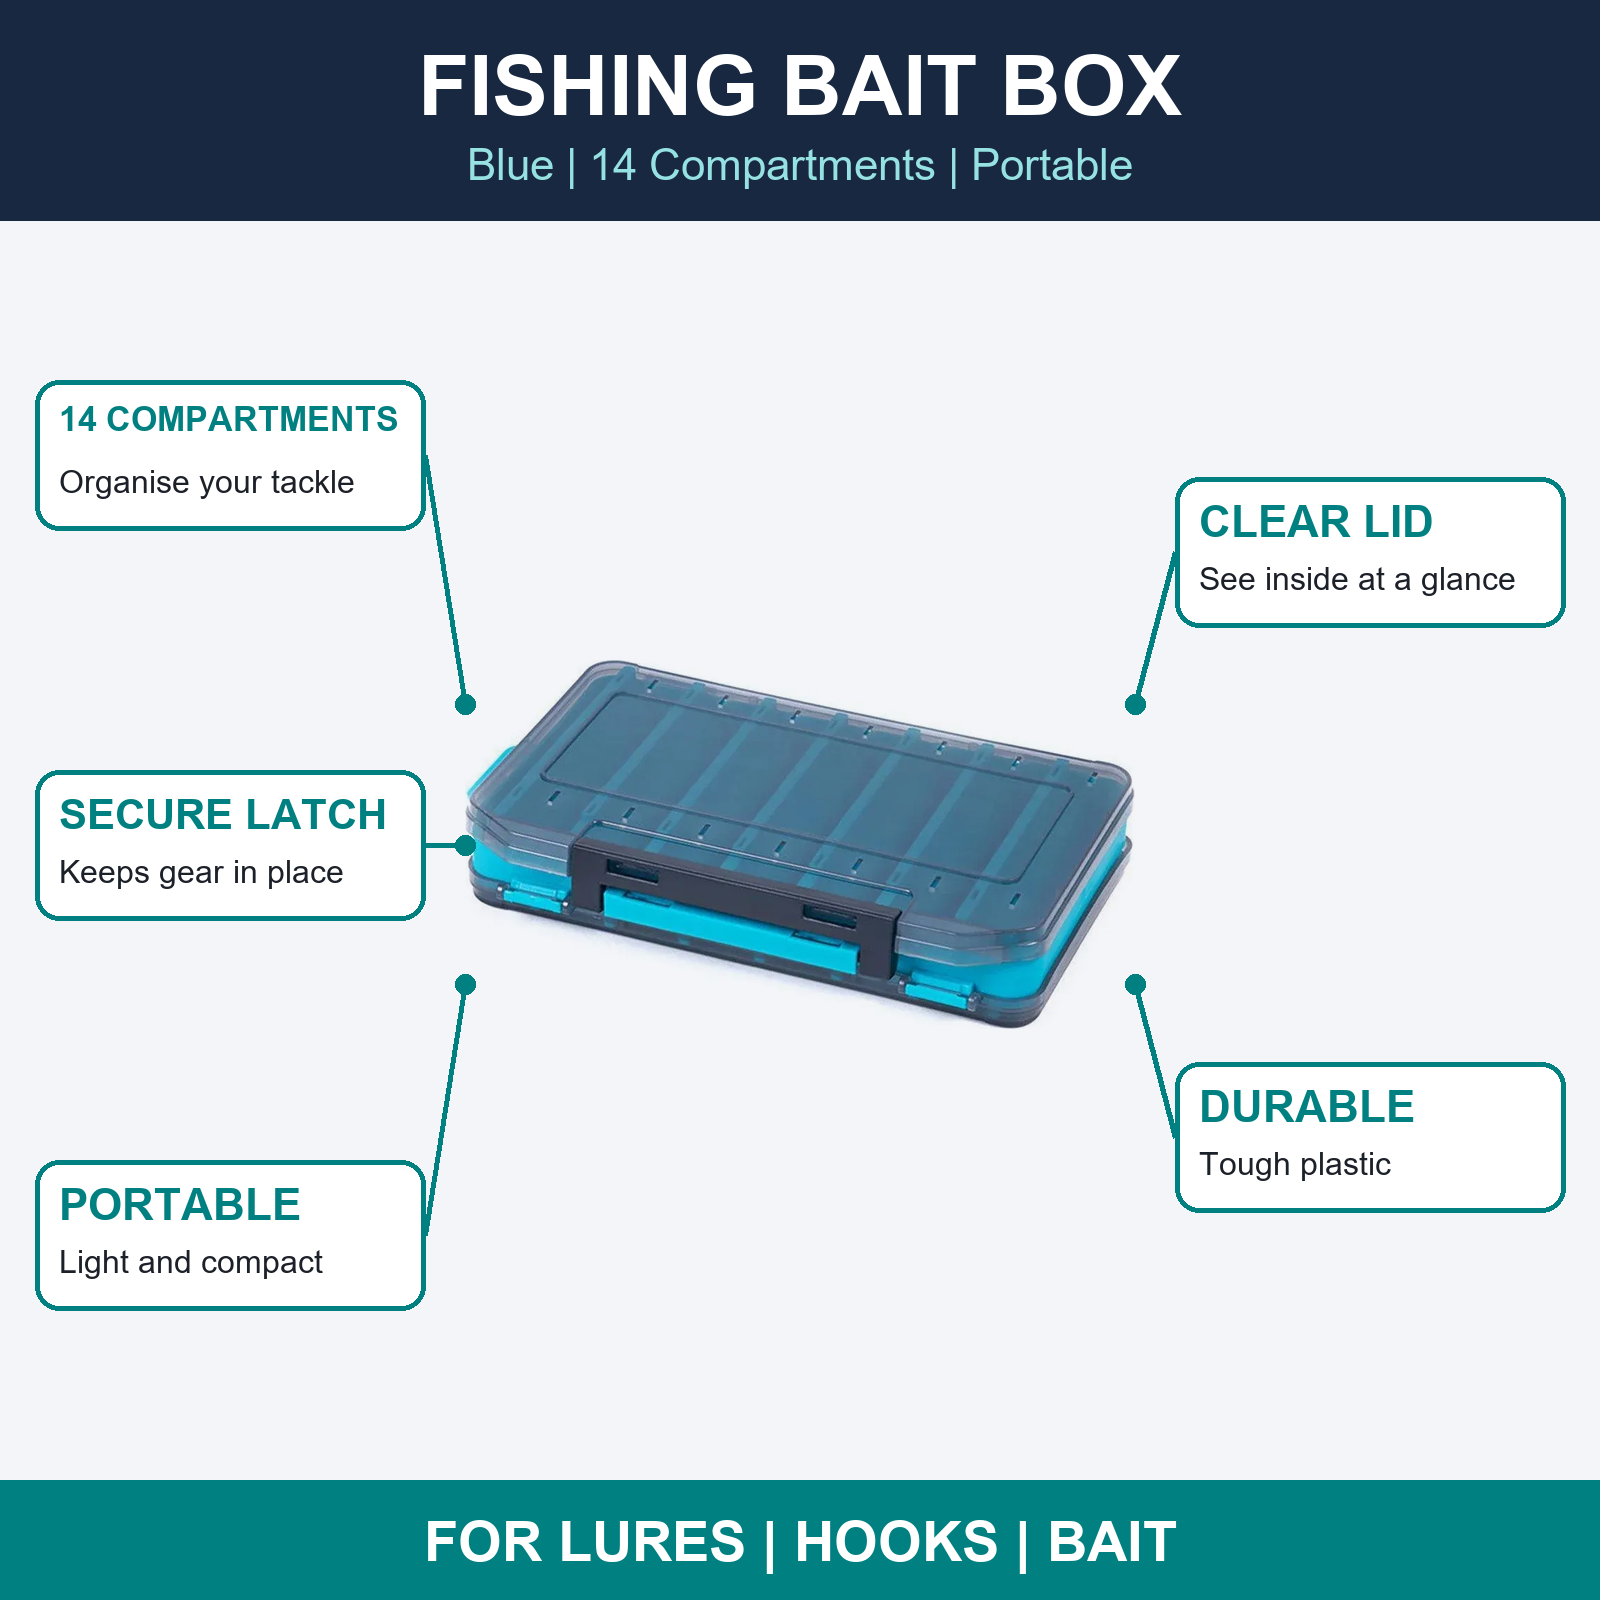 FISHING BAIT BOX
Blue | 14 Compartments | Portable
14 COMPARTMENTS
Organise your tackle
CLEAR LID
See inside at a glance
SECURE LATCH
Keeps gear in place
DURABLE
Tough plastic
PORTABLE
Light and compact
FOR LURES | HOOKS | BAIT